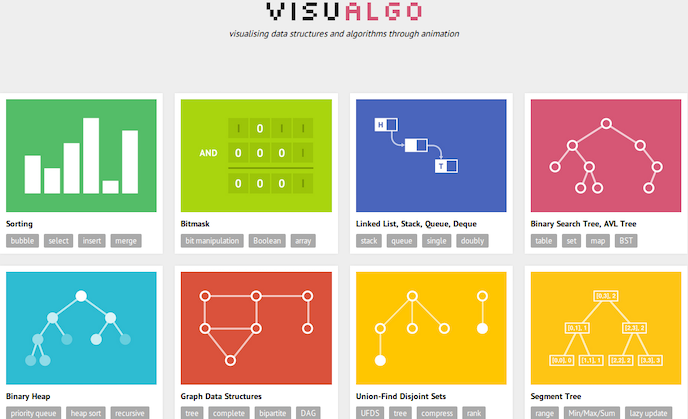 VISUALGO
visualising data structures and algorithms through animation
1 0 1 1
AND 0 0 0 1
0 0 0 1
H
T
Sorting
bubble select insert merge
Bitmask
bit manipulation Boolean array
Linked List, Stack, Queue, Deque
stack queue single doubly
Binary Search Tree, AVL Tree
table set map BST
[0,3], 2
[0,1], 1 [2,3], 2
[0,0], 0 [1,1], 1 [2,2], 2 [3,3], 3
Binary Heap
priority queue heap sort recursive
Graph Data Structures
tree complete bipartite DAG
Union-Find Disjoint Sets
UFDS tree compress rank
Segment Tree
range Min/Max/Sum lazy update